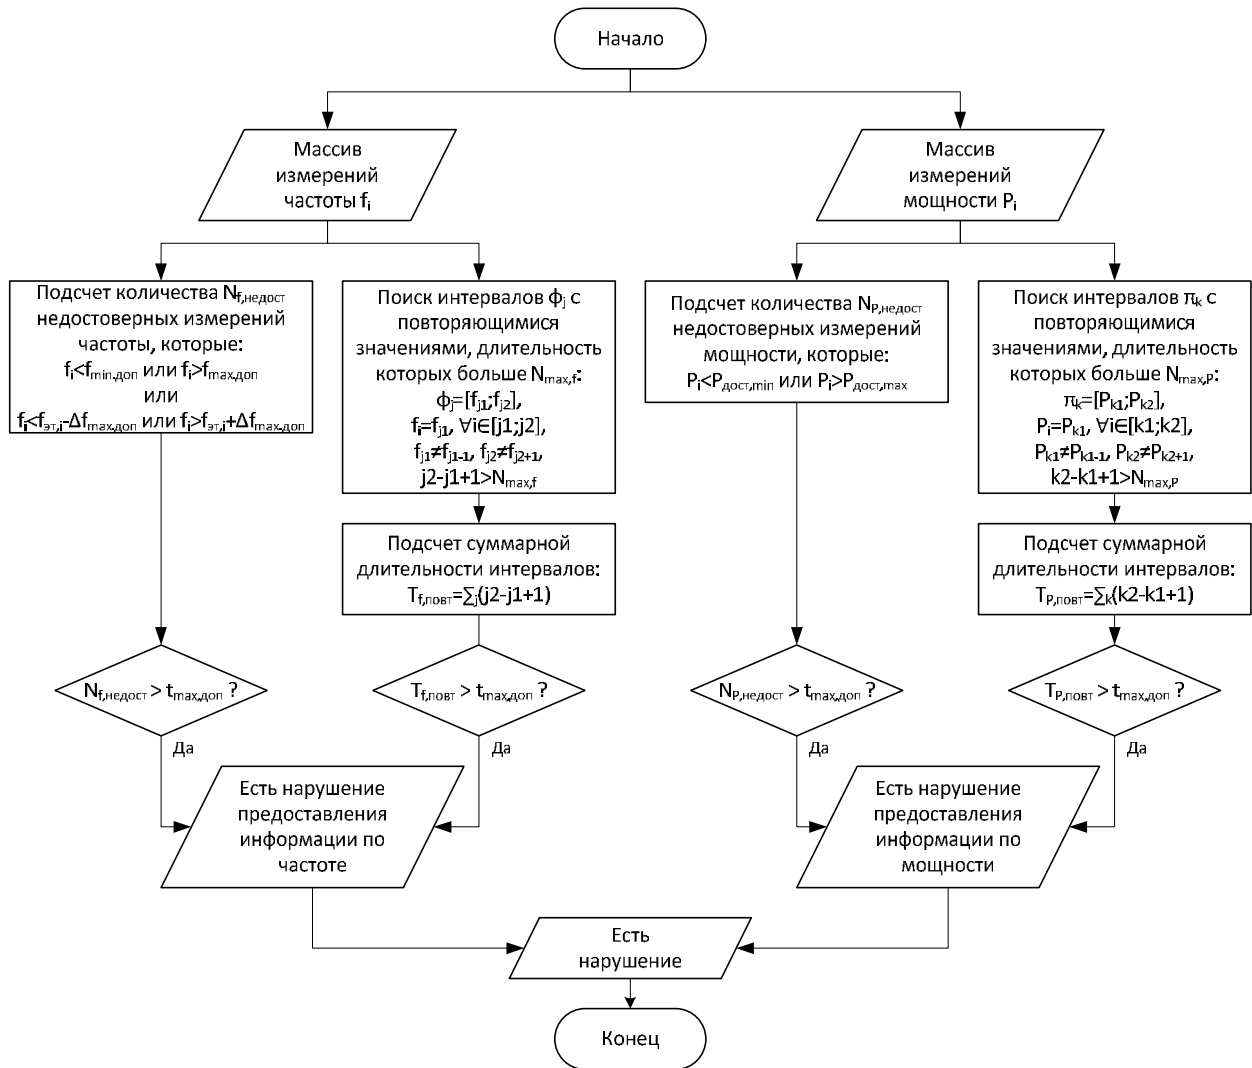 Начало
Массив
измерений
частоты fi
Массив
измерений
мощности Pi
Подсчет количества Nf,недост
недостоверных измерений
частоты, которые:
fi<fmin.доп или fi>fmax.доп
или
fi<fэт,i-Δfmax.доп или fi>fэт,i+Δfmax.доп
Поиск интервалов ϕj с
повторяющимися
значениями, длительность
которых больше Nmax,f:
ϕj=[fj1;fj2],
fi=fj1, ∀i∈[j1;j2],
fj1≠fj1-1, fj2≠fj2+1,
j2-j1+1>Nmax,f
Подсчет количества NP,недост
недостоверных измерений
мощности, которые:
Pi<Pдост,min или Pi>Pдост,max
Поиск интервалов πk с
повторяющимися
значениями, длительность
которых больше Nmax,P:
πk=[Pk1;Pk2],
Pi=Pk1, ∀i∈[k1;k2],
Pk1≠Pk1-1, Pk2≠Pk2+1,
k2-k1+1>Nmax,P
Подсчет суммарной
длительности интервалов:
Tf,повт=∑j(j2-j1+1)
Подсчет суммарной
длительности интервалов:
TP,повт=∑k(k2-k1+1)
Nf,недост > tmax,доп ?
Tf,повт > tmax,доп ?
NP,недост > tmax,доп ?
TP,повт > tmax,доп ?
Да
Да
Да
Да
Есть нарушение
предоставления
информации по
частоте
Есть нарушение
предоставления
информации по
мощности
Есть
нарушение
Конец